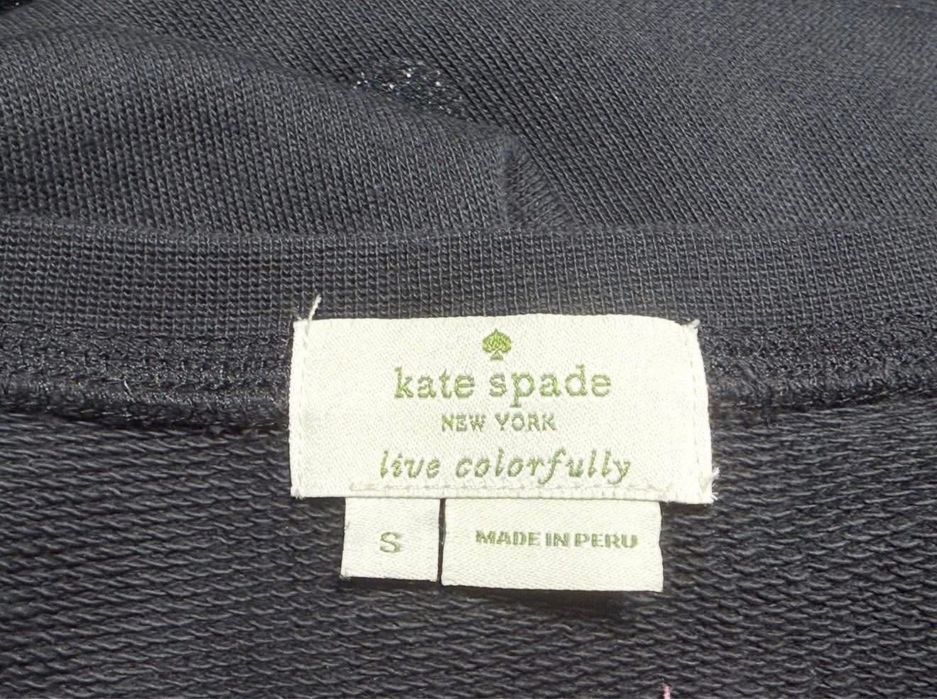 kate spade
NEW YORK
live colorfully
S
MADE IN PERU